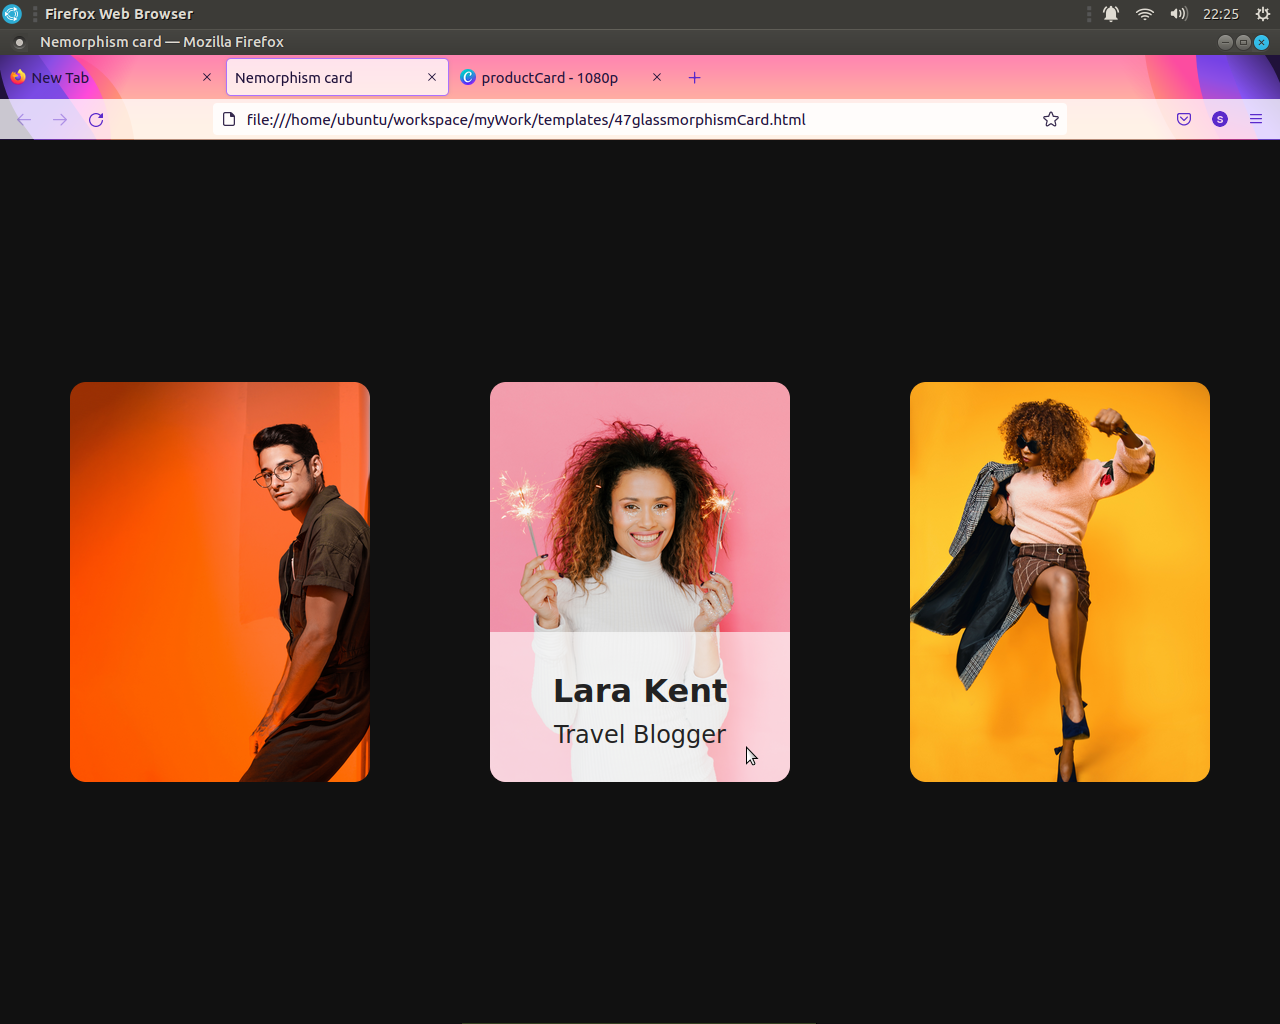 Firefox Web Browser
22:25
Nemorphism card — Mozilla Firefox
New Tab
Nemorphism card
productCard - 1080p
file:///home/ubuntu/workspace/myWork/templates/47glassmorphismCard.html
S
Lara Kent
Travel Blogger